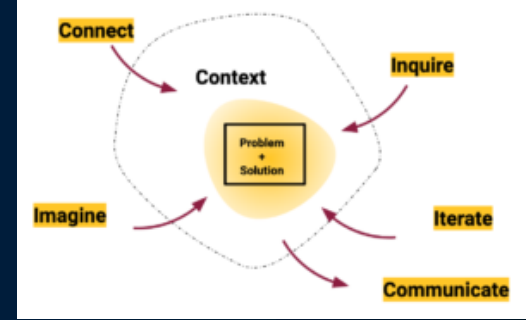 Connect
Context
Inquire
Problem
+
Solution
Imagine
Iterate
Communicate